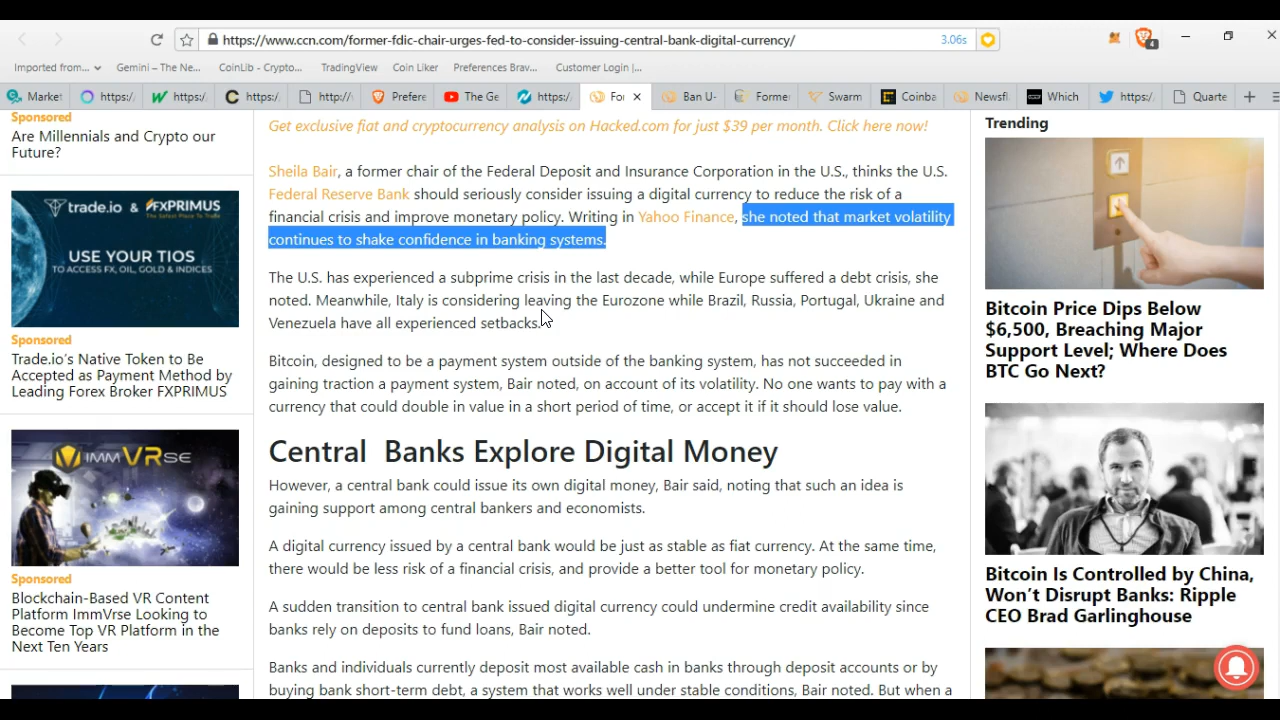 https://www.ccn.com/former-fdic-chair-urges-fed-to-consider-issuing-central-bank-digital-currency/
3.06s
4
Imported from...
Gemini – The Ne...
CoinLib - Crypto...
TradingView
Coin Liker
Preferences Brav...
Customer Login |...
Market
https:/
https:/
https:/
http://
Prefere
The Ge
https:/
For
Ban U-
Forme
Swarm
Coinba
Newsfl
Which
https:/
Quarte
Sponsored
Are Millennials and Crypto our
Future?
trade.io & FXPRIMUS
The Safest Place To Trade
USE YOUR TIOS
TO ACCESS FX, OIL, GOLD & INDICES
Sponsored
Trade.io's Native Token to Be
Accepted as Payment Method by
Leading Forex Broker FXPRIMUS
IMMVRSE
Sponsored
Blockchain-Based VR Content
Platform ImmVrse Looking to
Become Top VR Platform in the
Next Ten Years
Get exclusive fiat and cryptocurrency analysis on Hacked.com for just $39 per month. Click here now!
Sheila Bair, a former chair of the Federal Deposit and Insurance Corporation in the U.S., thinks the U.S.
Federal Reserve Bank should seriously consider issuing a digital currency to reduce the risk of a
financial crisis and improve monetary policy. Writing in Yahoo Finance, she noted that market volatility
continues to shake confidence in banking systems.
The U.S. has experienced a subprime crisis in the last decade, while Europe suffered a debt crisis, she
noted. Meanwhile, Italy is considering leaving the Eurozone while Brazil, Russia, Portugal, Ukraine and
Venezuela have all experienced setbacks.
Bitcoin, designed to be a payment system outside of the banking system, has not succeeded in
gaining traction a payment system, Bair noted, on account of its volatility. No one wants to pay with a
currency that could double in value in a short period of time, or accept it if it should lose value.
Central Banks Explore Digital Money
However, a central bank could issue its own digital money, Bair said, noting that such an idea is
gaining support among central bankers and economists.
A digital currency issued by a central bank would be just as stable as fiat currency. At the same time,
there would be less risk of a financial crisis, and provide a better tool for monetary policy.
A sudden transition to central bank issued digital currency could undermine credit availability since
banks rely on deposits to fund loans, Bair noted.
Banks and individuals currently deposit most available cash in banks through deposit accounts or by
buying bank short-term debt, a system that works well under stable conditions, Bair noted. But when a
Trending
Bitcoin Price Dips Below
$6,500, Breaching Major
Support Level; Where Does
BTC Go Next?
Bitcoin Is Controlled by China,
Won't Disrupt Banks: Ripple
CEO Brad Garlinghouse